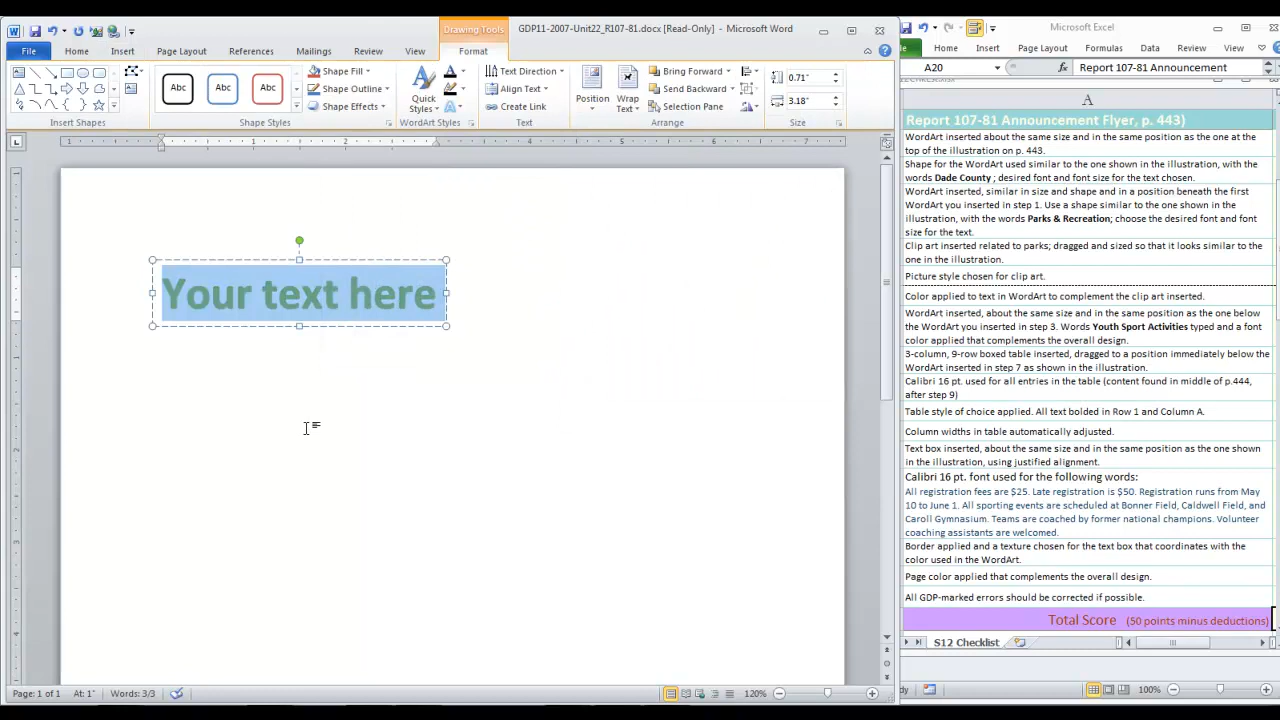 Drawing Tools
GDP11-2007-Unit22_R107-81.docx [Read-Only] - Microsoft Word
Microsoft Excel
File
Home
Insert
Page Layout
References
Mailings
Review
View
Format
Home
Insert
Page Layout
Formulas
Data
Review
View
Abc
Abc
Abc
Shape Fill
Shape Outline
Shape Effects
Quick
Styles
Text Direction
Align Text
Create Link
Position
Wrap
Text
Bring Forward
Send Backward
Selection Pane
0.71"
3.18"
Insert Shapes
Shape Styles
WordArt Styles
Text
Arrange
Size
A20
fx
Report 107-81 Announcement
A
Your text here
Report 107-81 Announcement Flyer, p. 443)
WordArt inserted about the same size and in the same position as the one at the
top of the illustration on p. 443.
Shape for the WordArt used similar to the one shown in the illustration, with the
words Dade County ; desired font and font size for the text chosen.
WordArt inserted, similar in size and shape and in a position beneath the first
WordArt you inserted in step 1. Use a shape similar to the one shown in the
illustration, with the words Parks & Recreation; choose the desired font and font
size for the text.
Clip art inserted related to parks; dragged and sized so that it looks similar to the
one in the illustration.
Picture style chosen for clip art.
Color applied to text in WordArt to complement the clip art inserted.
WordArt inserted, about the same size and in the same position as the one below
the WordArt you inserted in step 3. Words Youth Sport Activities typed and a font
color applied that complements the overall design.
3-column, 9-row boxed table inserted, dragged to a position immediately below the
WordArt inserted in step 7 as shown in the illustration.
Calibri 16 pt. used for all entries in the table (content found in middle of p.444,
after step 9)
Table style of choice applied. All text bolded in Row 1 and Column A.
Column widths in table automatically adjusted.
Text box inserted, about the same size and in the same position as the one shown
in the illustration, using justified alignment.
Calibri 16 pt. font used for the following words:
All registration fees are $25. Late registration is $50. Registration runs from May
10 to June 1. All sporting events are scheduled at Bonner Field, Caldwell Field, and
Caroll Gymnasium. Teams are coached by former national champions. Volunteer
coaching assistants are welcomed.
Border applied and a texture chosen for the text box that coordinates with the
color used in the WordArt.
Page color applied that complements the overall design.
All GDP-marked errors should be corrected if possible.
Total Score (50 points minus deductions)
S12 Checklist
Page: 1 of 1
At: 1"
Words: 3/3
120%
100%